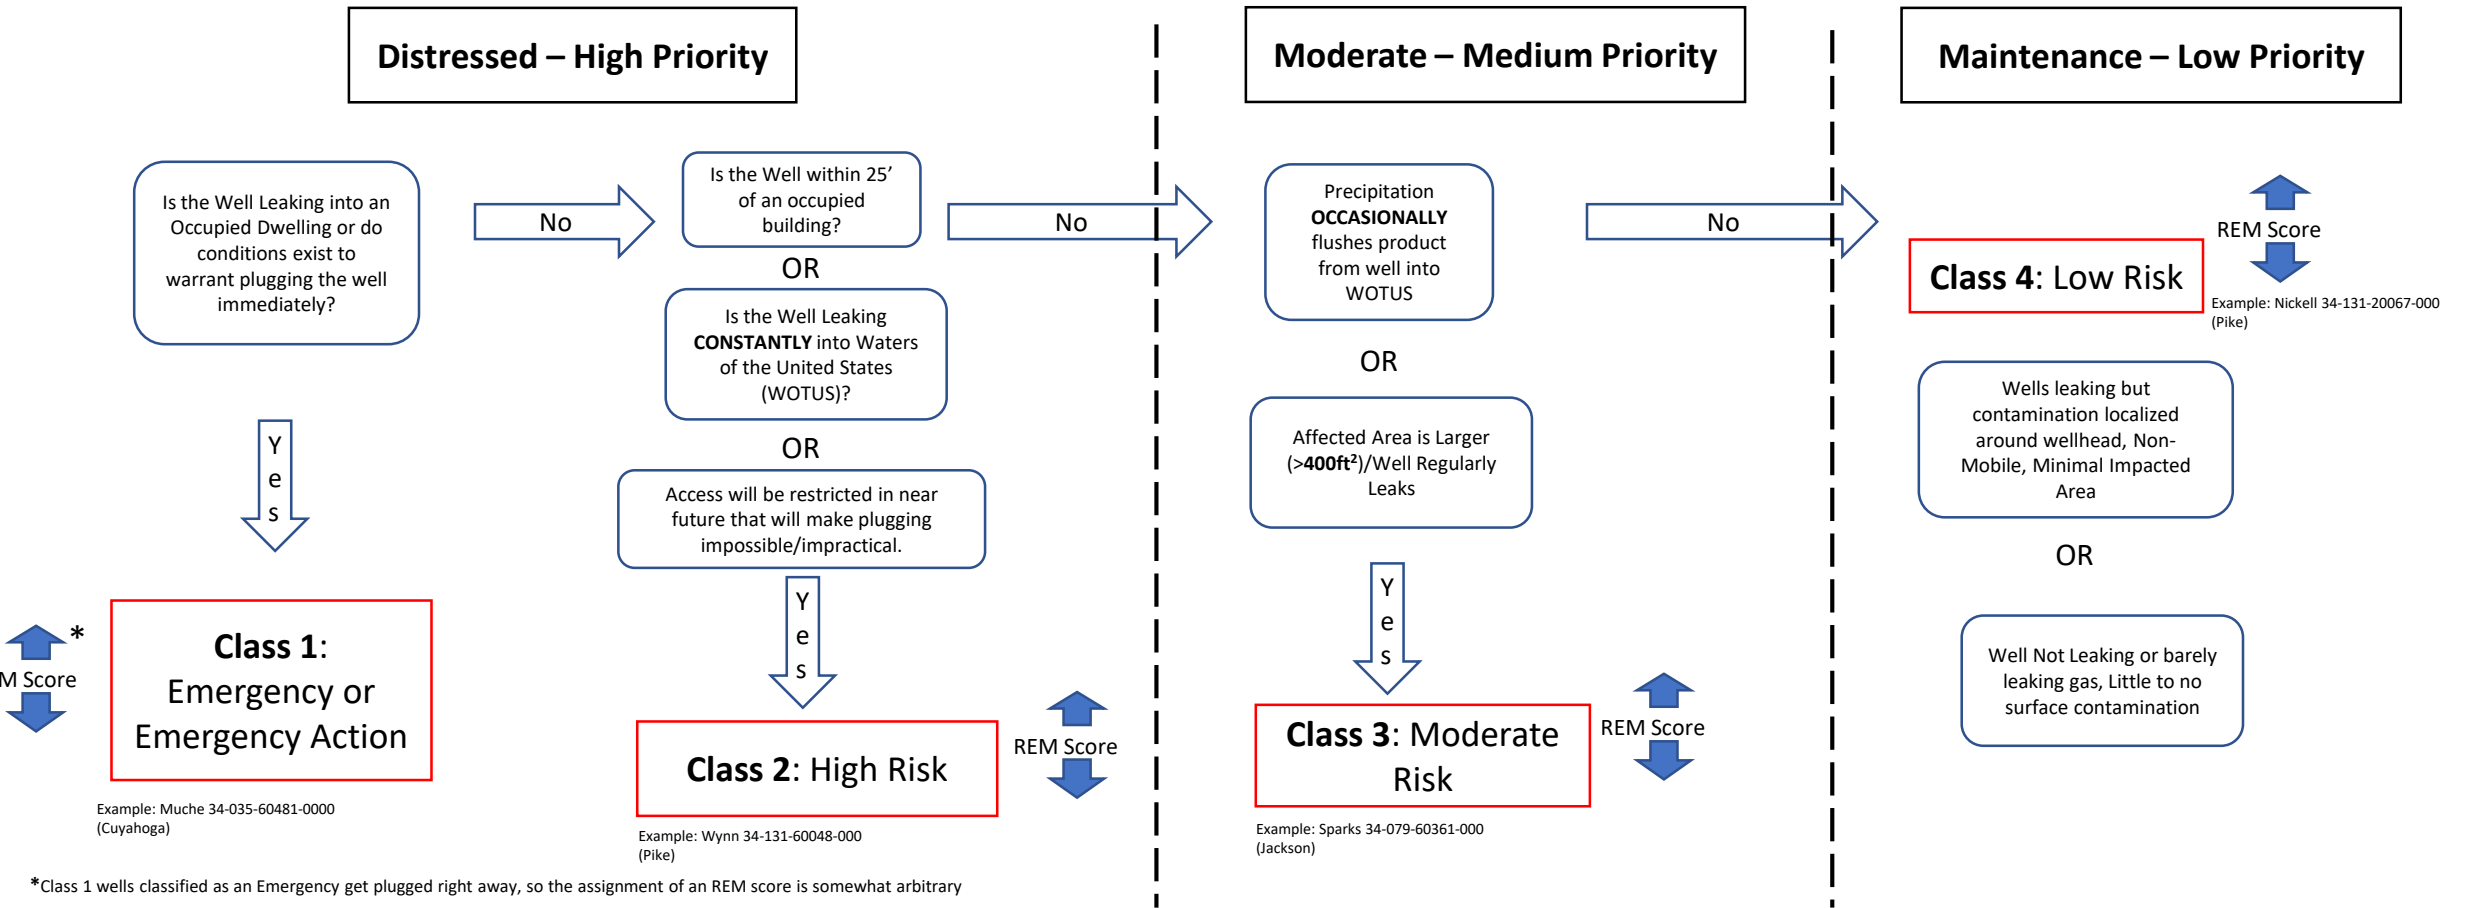 Distressed – High Priority
Moderate – Medium Priority
Maintenance – Low Priority
Is the Well Leaking into an
Occupied Dwelling or do
conditions exist to
warrant plugging the well
immediately?
No
Is the Well within 25’
of an occupied
building?
OR
Is the Well Leaking
CONSTANTLY into Waters
of the United States
(WOTUS)?
OR
Access will be restricted in near
future that will make plugging
impossible/impractical.
No
Precipitation
OCCASIONALLY
flushes product
from well into
WOTUS
OR
Affected Area is Larger
(>400ft²)/Well Regularly
Leaks
No
REM Score
Class 4: Low Risk
Example: Nickell 34-131-20067-000
(Pike)
Wells leaking but
contamination localized
around wellhead, Non-
Mobile, Minimal Impacted
Area
OR
Well Not Leaking or barely
leaking gas, Little to no
surface contamination
Yes
*
M Score
Class 1:
Emergency or
Emergency Action
Example: Muche 34-035-60481-0000
(Cuyahoga)
Yes
Class 2: High Risk
REM Score
Example: Wynn 34-131-60048-000
(Pike)
Yes
Class 3: Moderate
Risk
REM Score
Example: Sparks 34-079-60361-000
(Jackson)
*Class 1 wells classified as an Emergency get plugged right away, so the assignment of an REM score is somewhat arbitrary